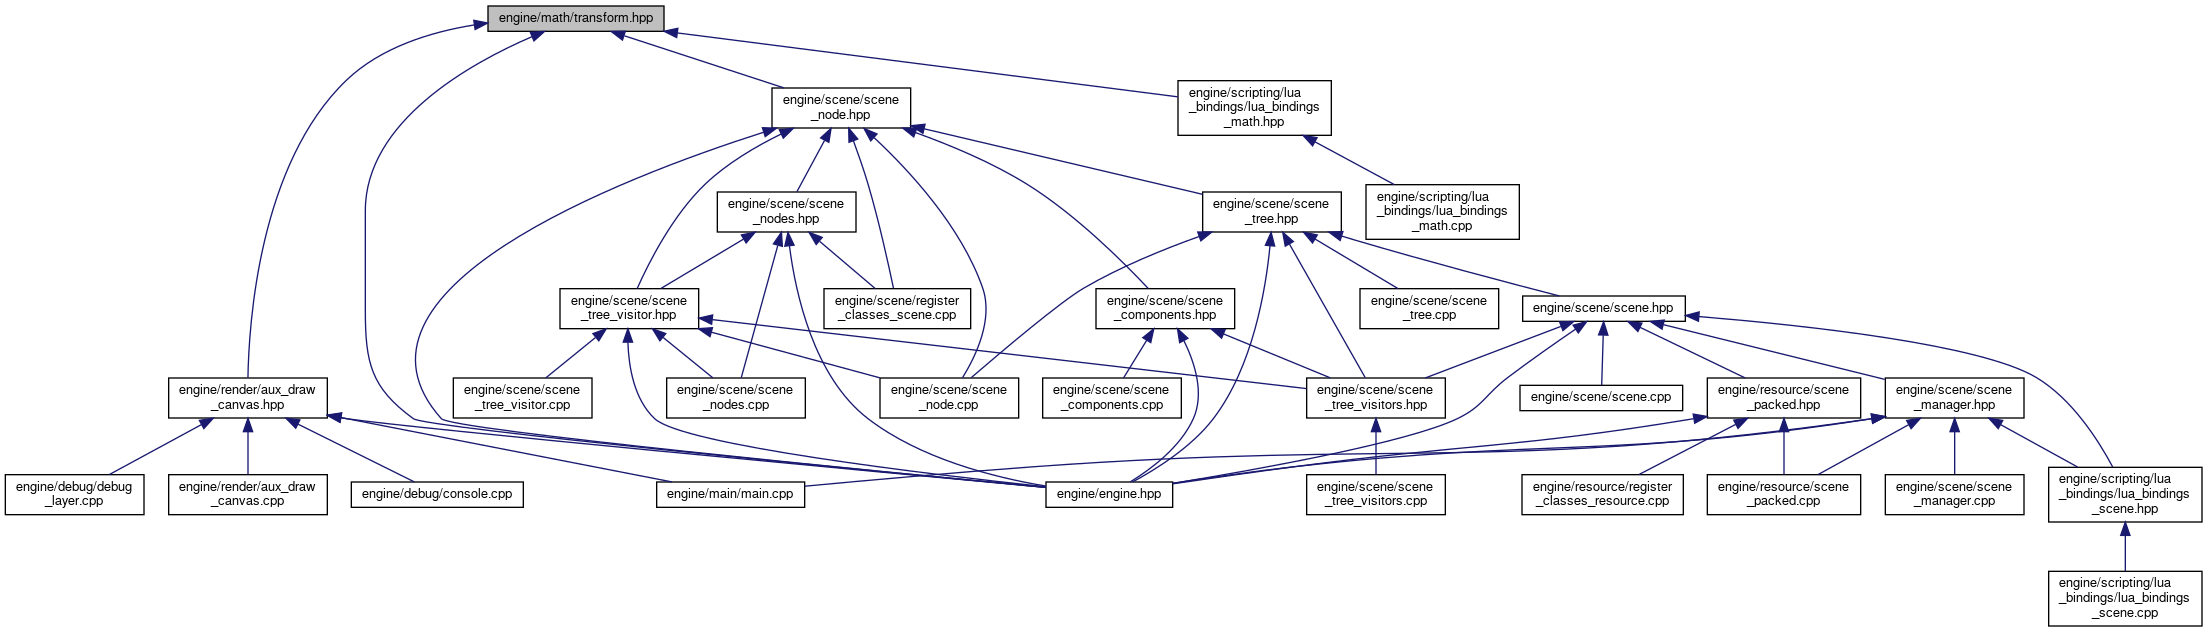 engine/math/transform.hpp
engine/scene/scene
_node.hpp
engine/scripting/lua
_bindings/lua_bindings
_math.hpp
engine/scene/scene
_nodes.hpp
engine/scene/scene
_tree.hpp
engine/scripting/lua
_bindings/lua_bindings
_math.cpp
engine/scene/scene
_tree_visitor.hpp
engine/scene/register
_classes_scene.cpp
engine/scene/scene
_components.hpp
engine/scene/scene
_tree.cpp
engine/scene/scene.hpp
engine/render/aux_draw
_canvas.hpp
engine/scene/scene
_tree_visitor.cpp
engine/scene/scene
_nodes.cpp
engine/scene/scene
_node.cpp
engine/scene/scene
_components.cpp
engine/scene/scene
_tree_visitors.hpp
engine/scene/scene.cpp
engine/resource/scene
_packed.hpp
engine/scene/scene
_manager.hpp
engine/debug/debug
_layer.cpp
engine/render/aux_draw
_canvas.cpp
engine/debug/console.cpp
engine/main/main.cpp
engine/engine.hpp
engine/scene/scene
_tree_visitors.cpp
engine/resource/register
_classes_resource.cpp
engine/resource/scene
_packed.cpp
engine/scene/scene
_manager.cpp
engine/scripting/lua
_bindings/lua_bindings
_scene.hpp
engine/scripting/lua
_bindings/lua_bindings
_scene.cpp